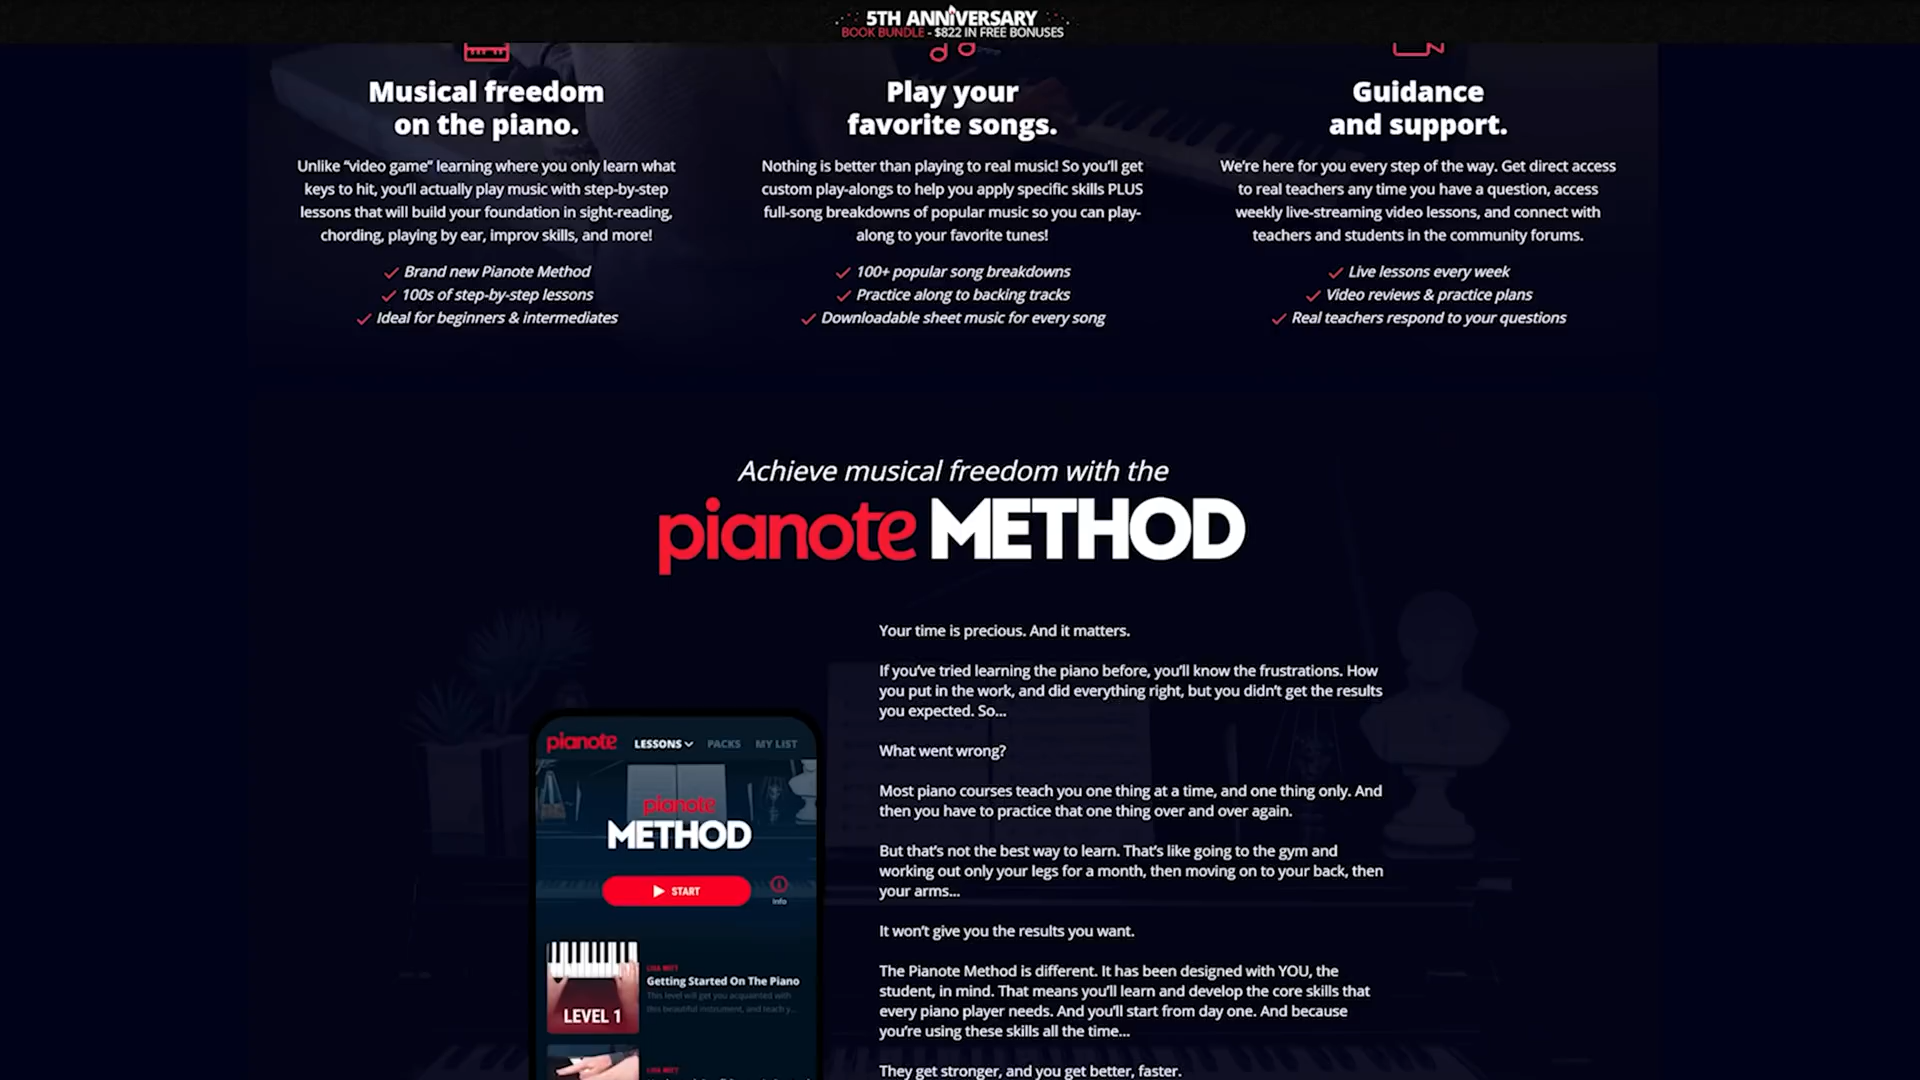 5TH ANNIVERSARY
BOOK BUNDLE - $822 IN FREE BONUSES
Musical freedom
on the piano.
Unlike “video game” learning where you only learn what
keys to hit, you’ll actually play music with step-by-step
lessons that will build your foundation in sight-reading,
chording, playing by ear, improv skills, and more!
Brand new Pianote Method
100s of step-by-step lessons
Ideal for beginners & intermediates
Play your
favorite songs.
Nothing is better than playing to real music! So you’ll get
custom play-alongs to help you apply specific skills PLUS
full-song breakdowns of popular music so you can play-
along to your favorite tunes!
100+ popular song breakdowns
Practice along to backing tracks
Downloadable sheet music for every song
Guidance
and support.
We’re here for you every step of the way. Get direct access
to real teachers any time you have a question, access
weekly live-streaming video lessons, and connect with
teachers and students in the community forums.
Live lessons every week
Video reviews & practice plans
Real teachers respond to your questions
Achieve musical freedom with the
pianote METHOD
pianote LESSONS PACKS MY LIST
pianote
METHOD
START
Info
LEVEL 1
LISA WITT
Getting Started On The Piano
This level will get you acquainted with
this beautiful instrument, and teach y...
LISA WITT
Your time is precious. And it matters.
If you’ve tried learning the piano before, you’ll know the frustrations. How
you put in the work, and did everything right, but you didn’t get the results
you expected. So...
What went wrong?
Most piano courses teach you one thing at a time, and one thing only. And
then you have to practice that one thing over and over again.
But that’s not the best way to learn. That’s like going to the gym and
working out only your legs for a month, then moving on to your back, then
your arms...
It won’t give you the results you want.
The Pianote Method is different. It has been designed with YOU, the
student, in mind. That means you’ll learn and develop the core skills that
every piano player needs. And you’ll start from day one. And because
you’re using these skills all the time...
They get stronger, and you get better, faster.